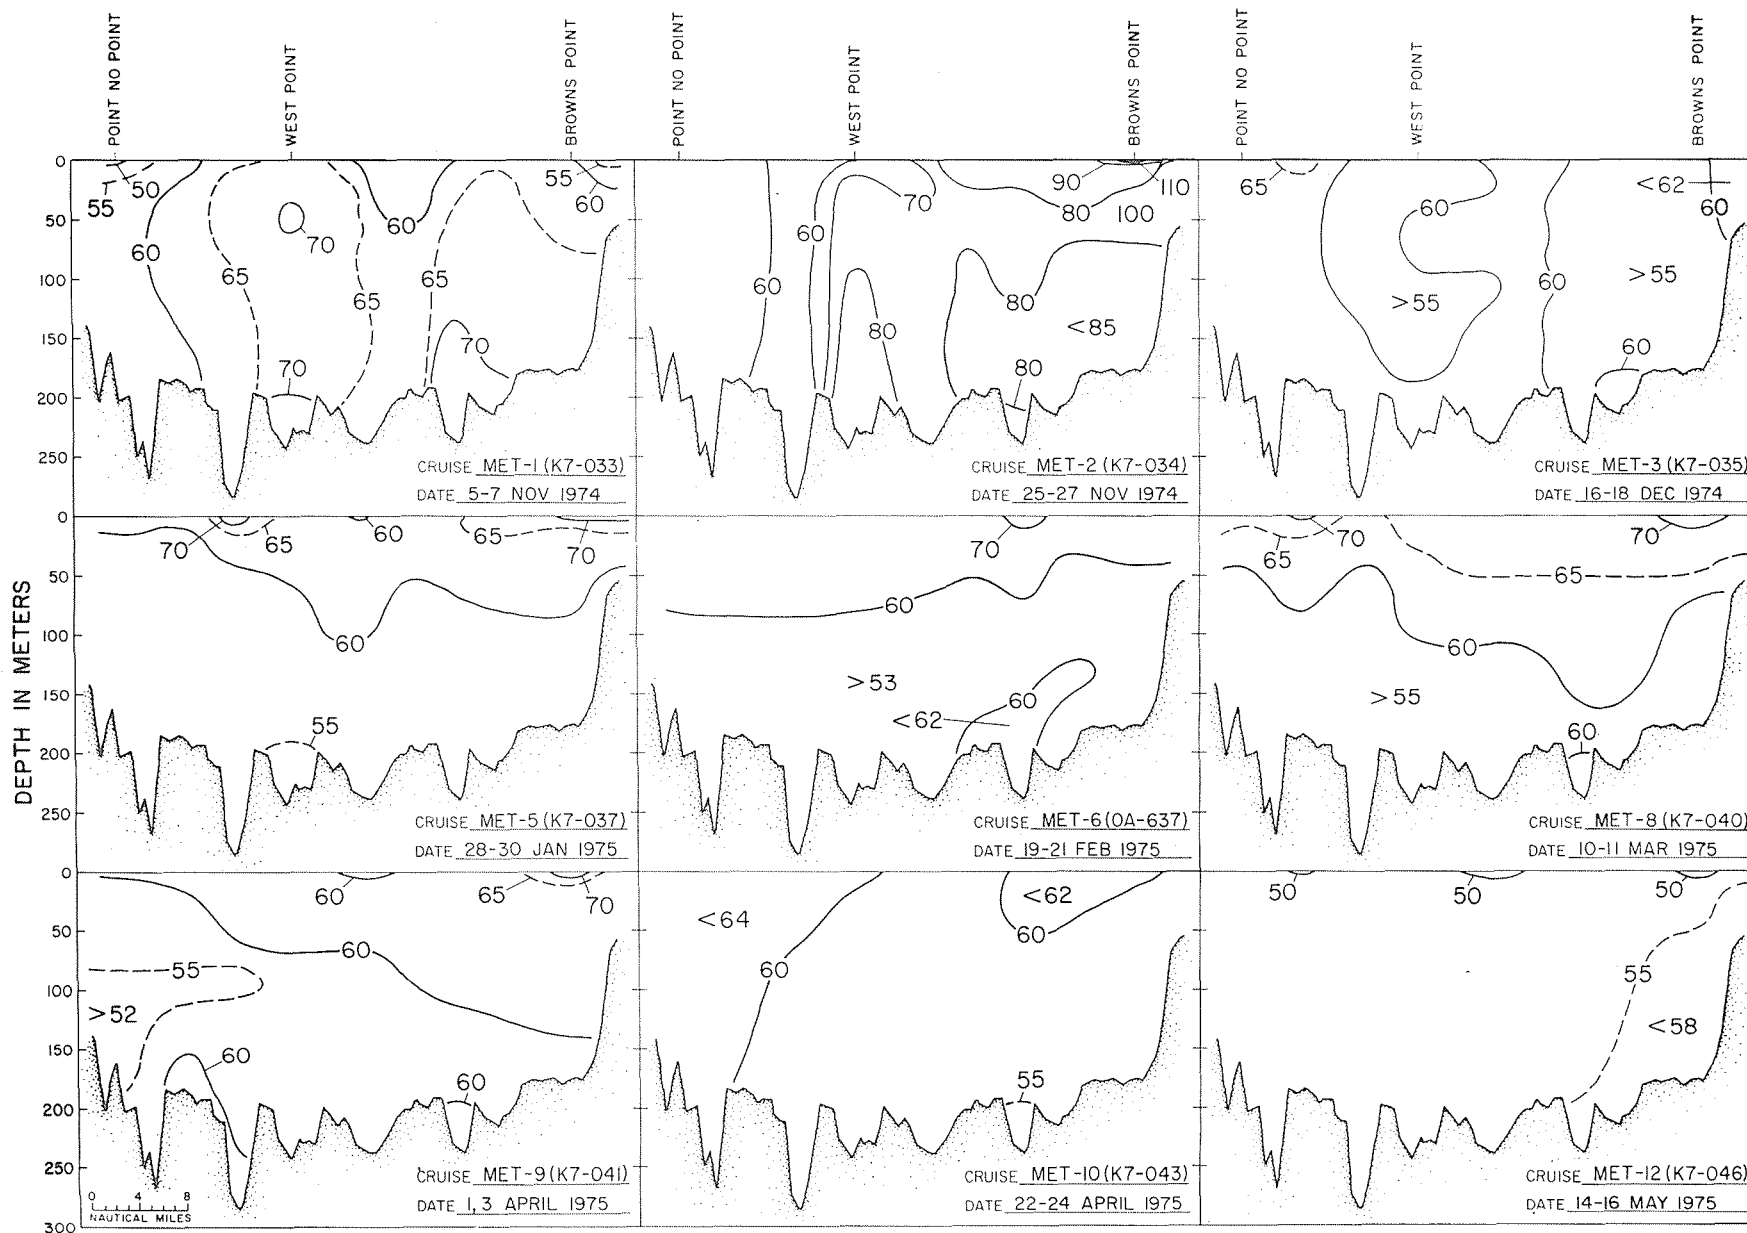 POINT NO POINT
WEST POINT
BROWNS POINT
POINT NO POINT
WEST POINT
BROWNS POINT
POINT NO POINT
WEST POINT
BROWNS POINT
DEPTH IN METERS
0
50
100
150
200
250
50
55
60
65
70
65
60
65
70
70
55
60
CRUISE MET-1 (K7-033)
DATE 5-7 NOV 1974
60
60
70
80
80
90
110
100
80
<85
80
CRUISE MET-2 (K7-034)
DATE 25-27 NOV 1974
65
60
>55
60
<62
60
>55
60
CRUISE MET-3 (K7-035)
DATE 16-18 DEC 1974
0
50
100
150
200
250
70
65
60
65
70
60
55
CRUISE MET-5 (K7-037)
DATE 28-30 JAN 1975
70
60
>53
60
<62
CRUISE MET-6 (OA-637)
DATE 19-21 FEB 1975
65
70
70
65
60
>55
60
CRUISE MET-8 (K7-040)
DATE 10-11 MAR 1975
0
50
100
150
200
250
300
60
65
70
60
55
>52
60
60
0 4 8
NAUTICAL MILES
CRUISE MET-9 (K7-041)
DATE 1,3 APRIL 1975
<64
60
<62
60
55
CRUISE MET-10 (K7-043)
DATE 22-24 APRIL 1975
50
50
50
55
<58
CRUISE MET-12 (K7-046)
DATE 14-16 MAY 1975